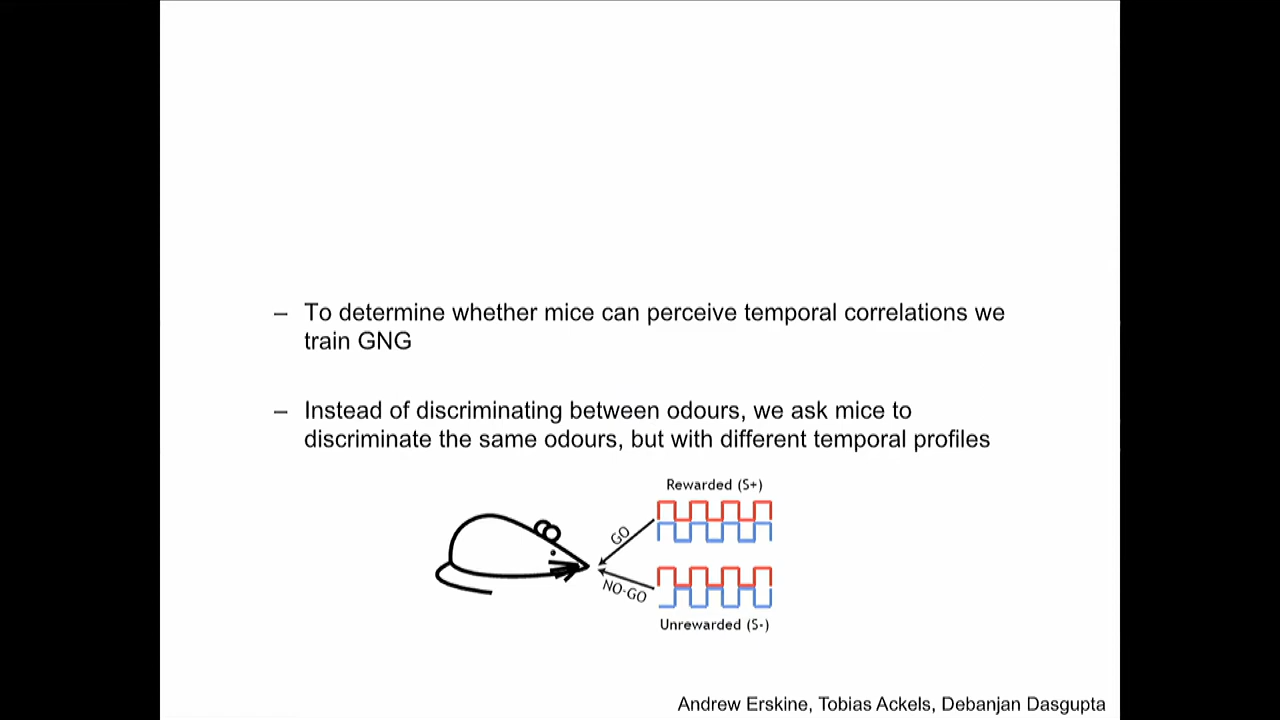 – To determine whether mice can perceive temporal correlations we
train GNG
– Instead of discriminating between odours, we ask mice to
discriminate the same odours, but with different temporal profiles
Rewarded (S+)
GO
NO-GO
Unrewarded (S-)
Andrew Erskine, Tobias Ackels, Debanjan Dasgupta